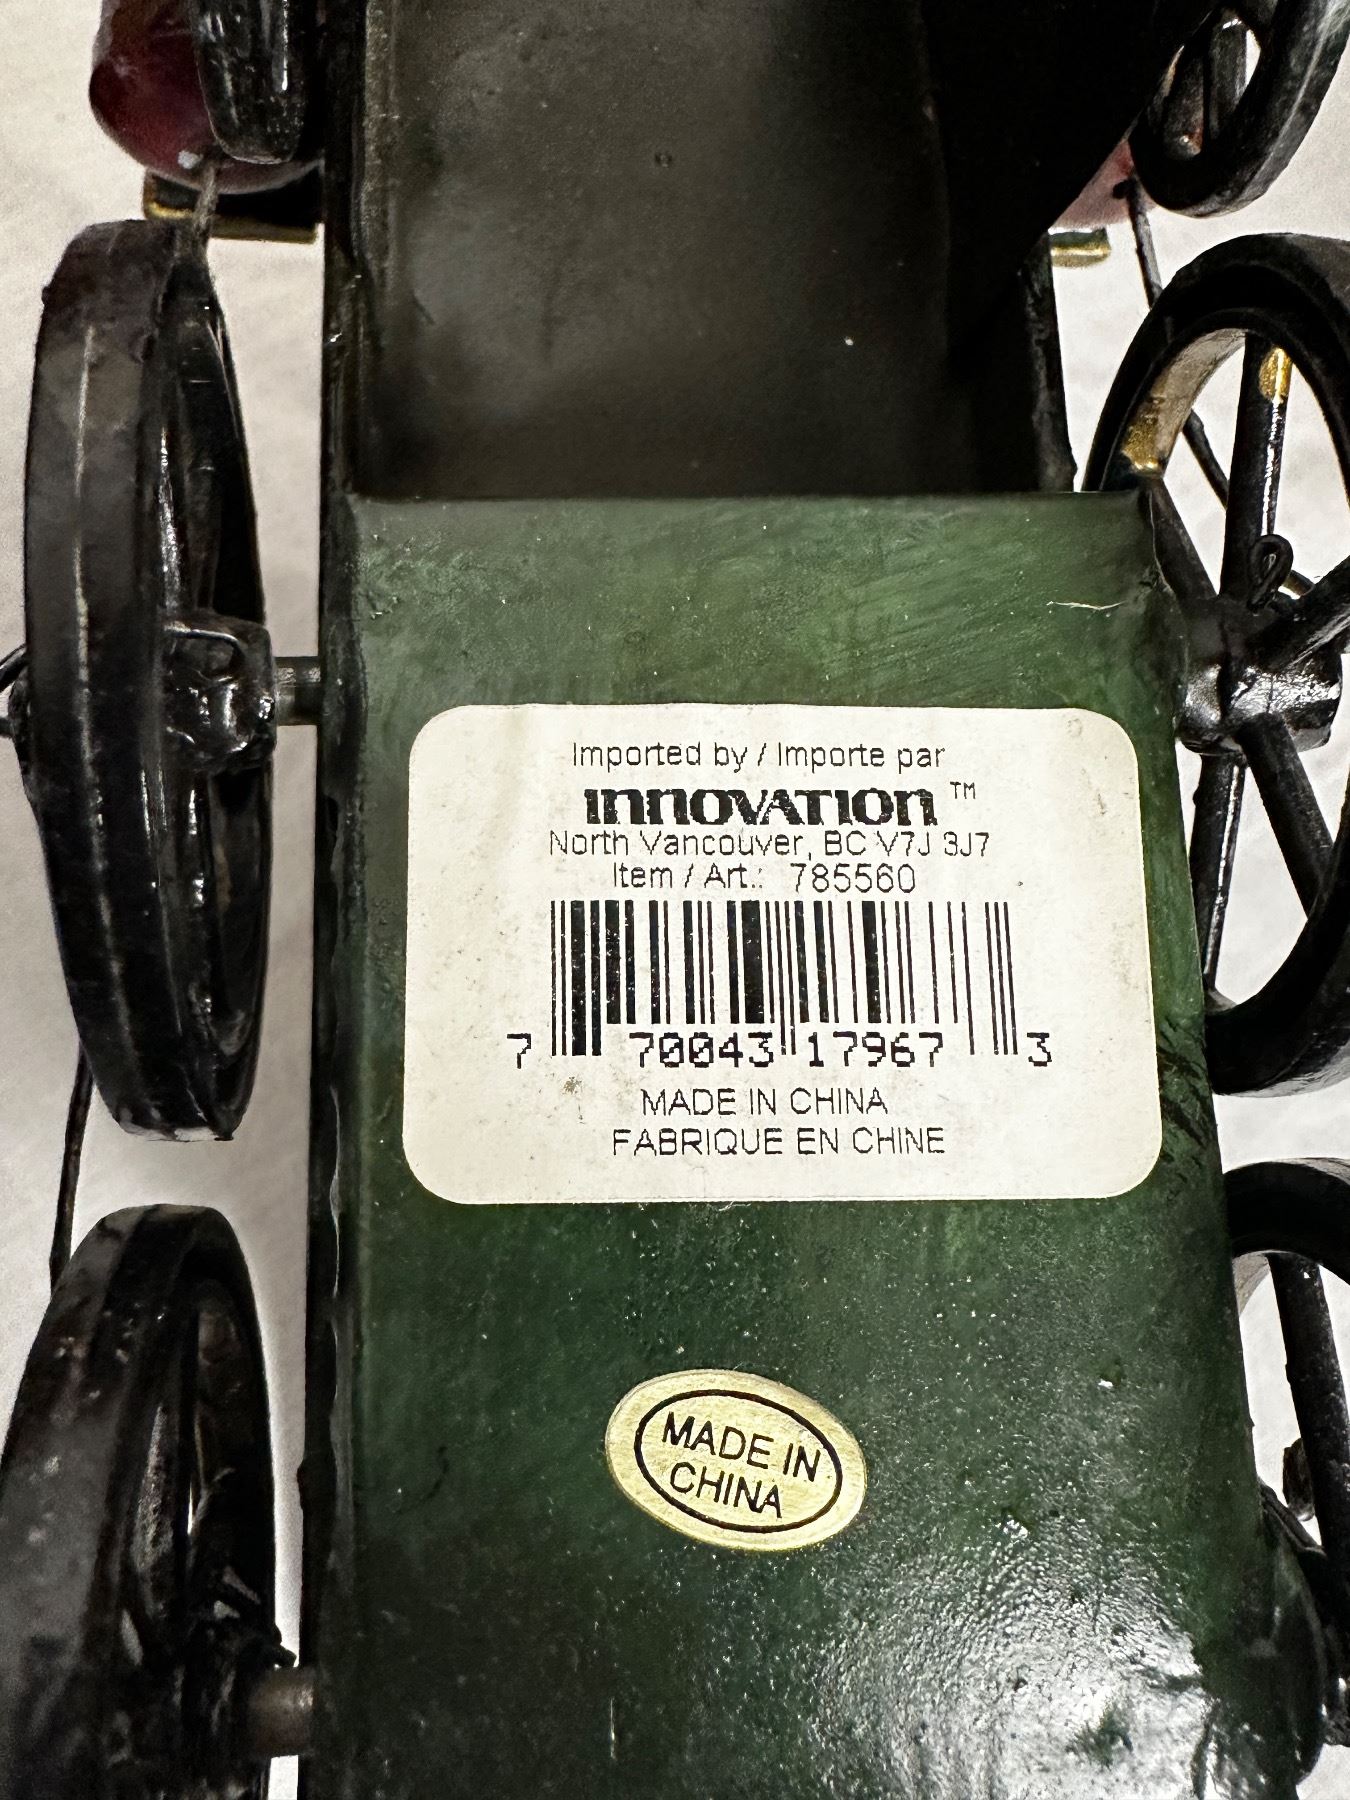 Imported by / Importe par
INNOVATION™
North Vancouver, BC V7J 3J7
Item / Art.: 785560
7 70043 17967 3
MADE IN CHINA
FABRIQUE EN CHINE
MADE IN
CHINA